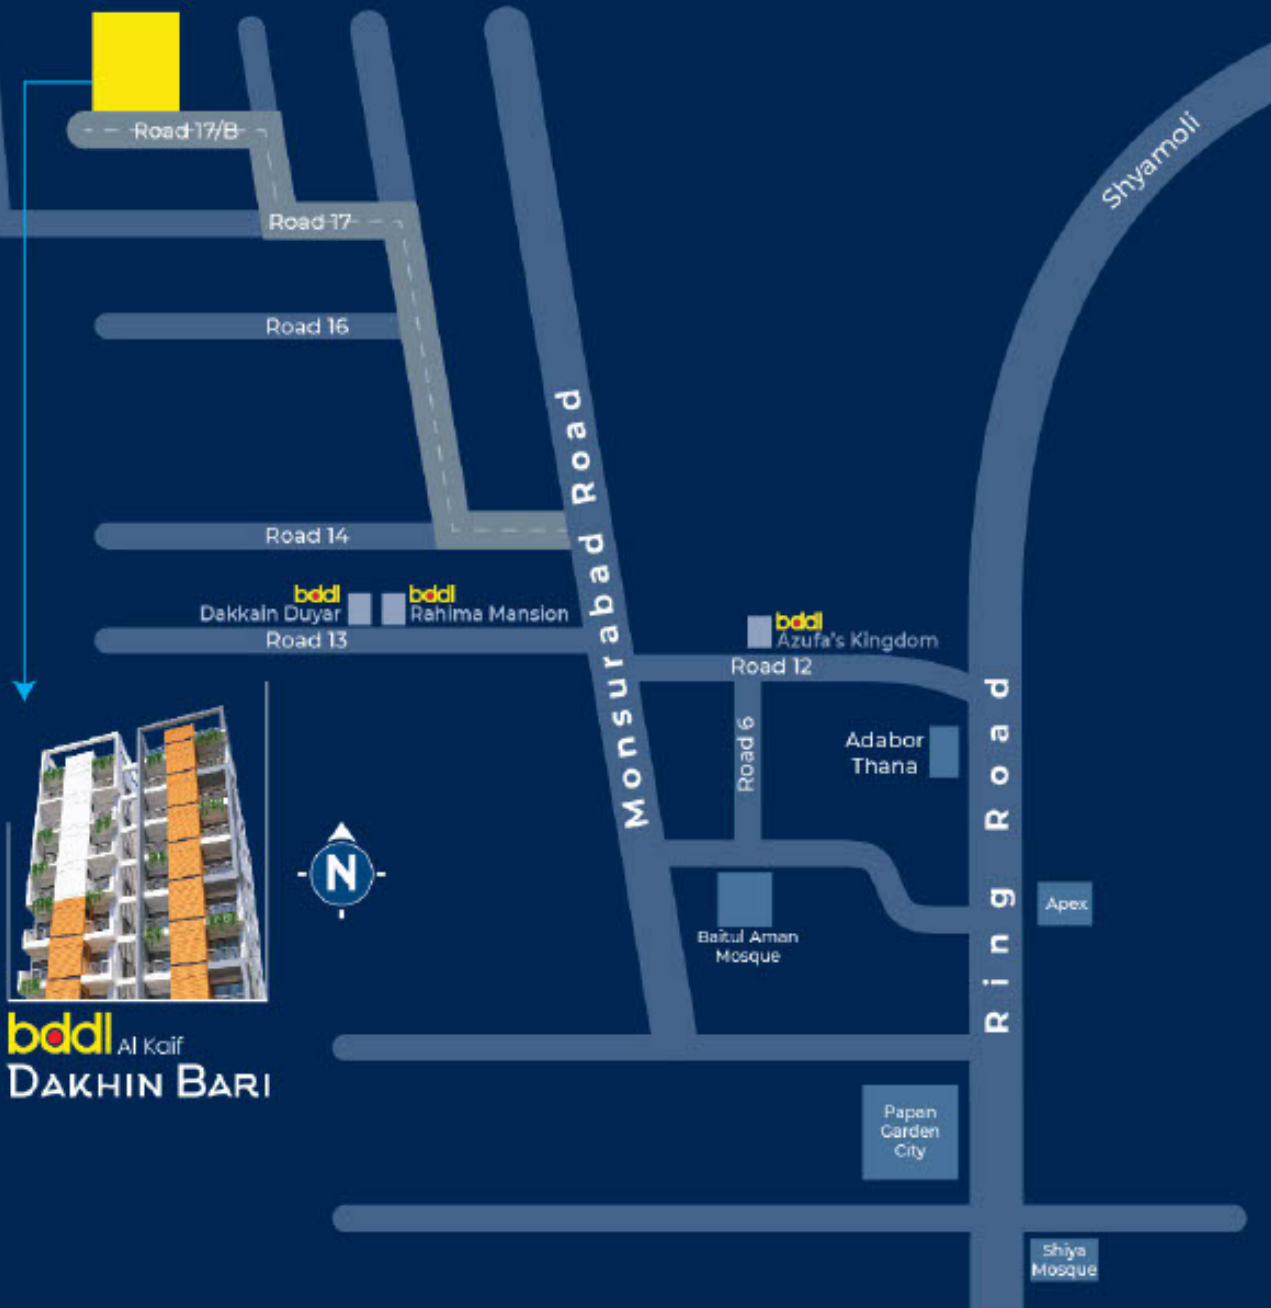 Shyamoli
Road 17/B
Road 17
Road 16
Monsurabad Road
Road 14
bddl
Dakkain Duyar
bddl
Rahima Mansion
Road 13
bddl
Azufa's Kingdom
Road 12
Road 6
Adabor
Thana
Ring Road
N
Apex
Baitul Aman
Mosque
bddl Al Kaif
DAKHIN BARI
Papan
Garden
City
Shiya
Mosque